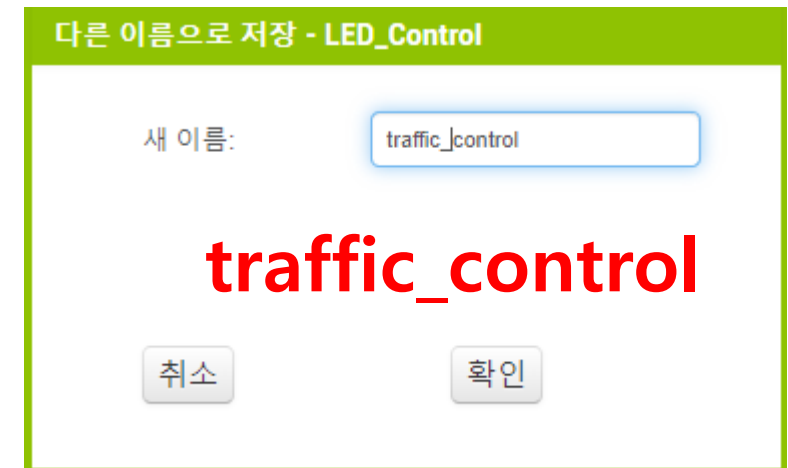 다른 이름으로 저장 - LED_Control
새 이름: traffic_control
traffic_control
취소 확인